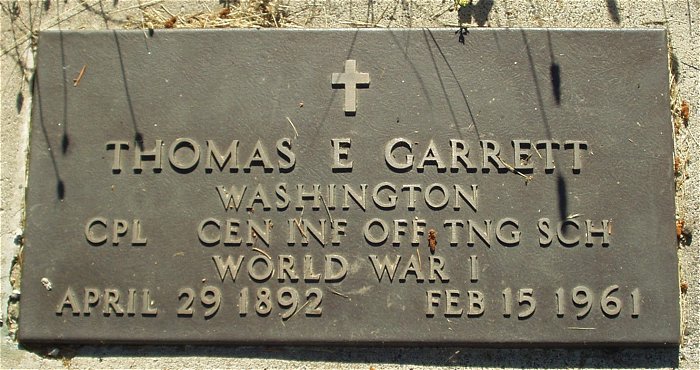 THOMAS E GARRETT
WASHINGTON
CPL CEN INF OFF TNG SCH
WORLD WAR I
APRIL 29 1892 FEB 15 1961